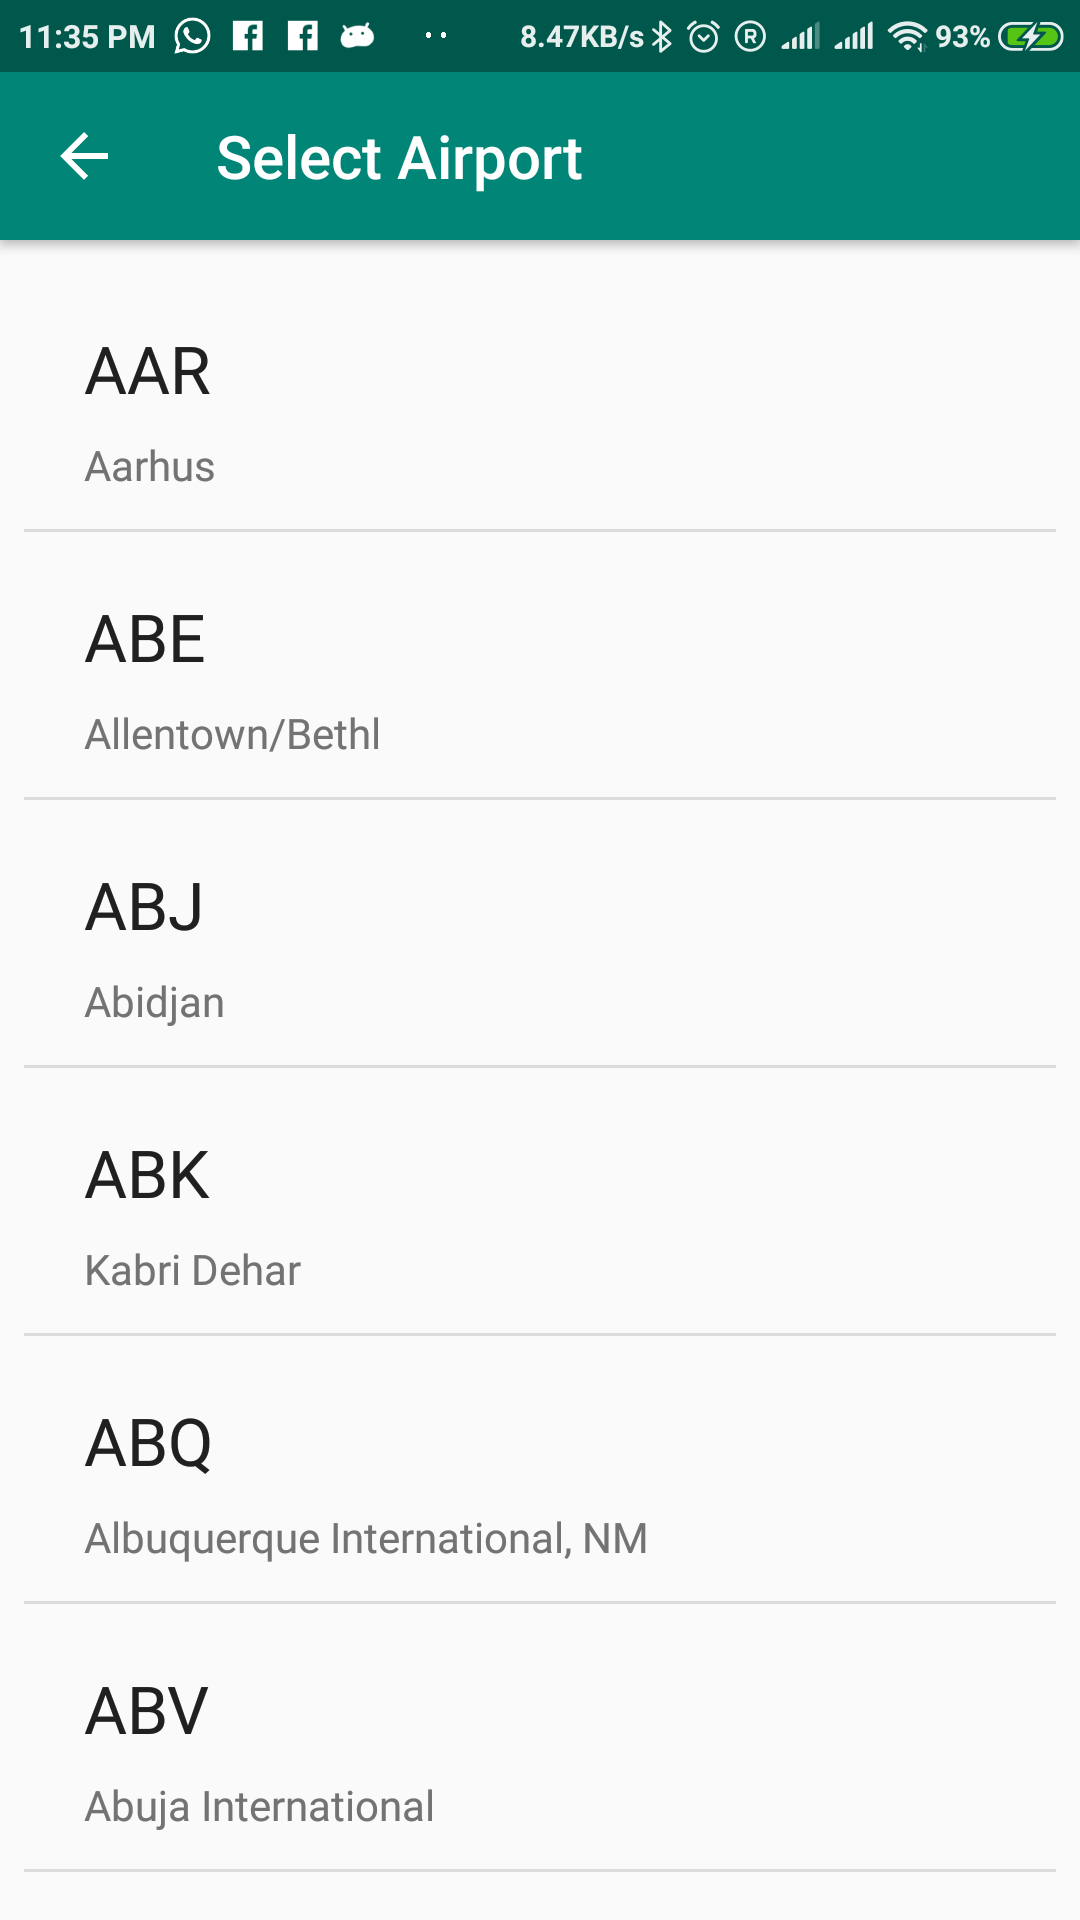 11:35 PM 8.47KB/s 93%
Select Airport
AAR
Aarhus
ABE
Allentown/Bethl
ABJ
Abidjan
ABK
Kabri Dehar
ABQ
Albuquerque International, NM
ABV
Abuja International